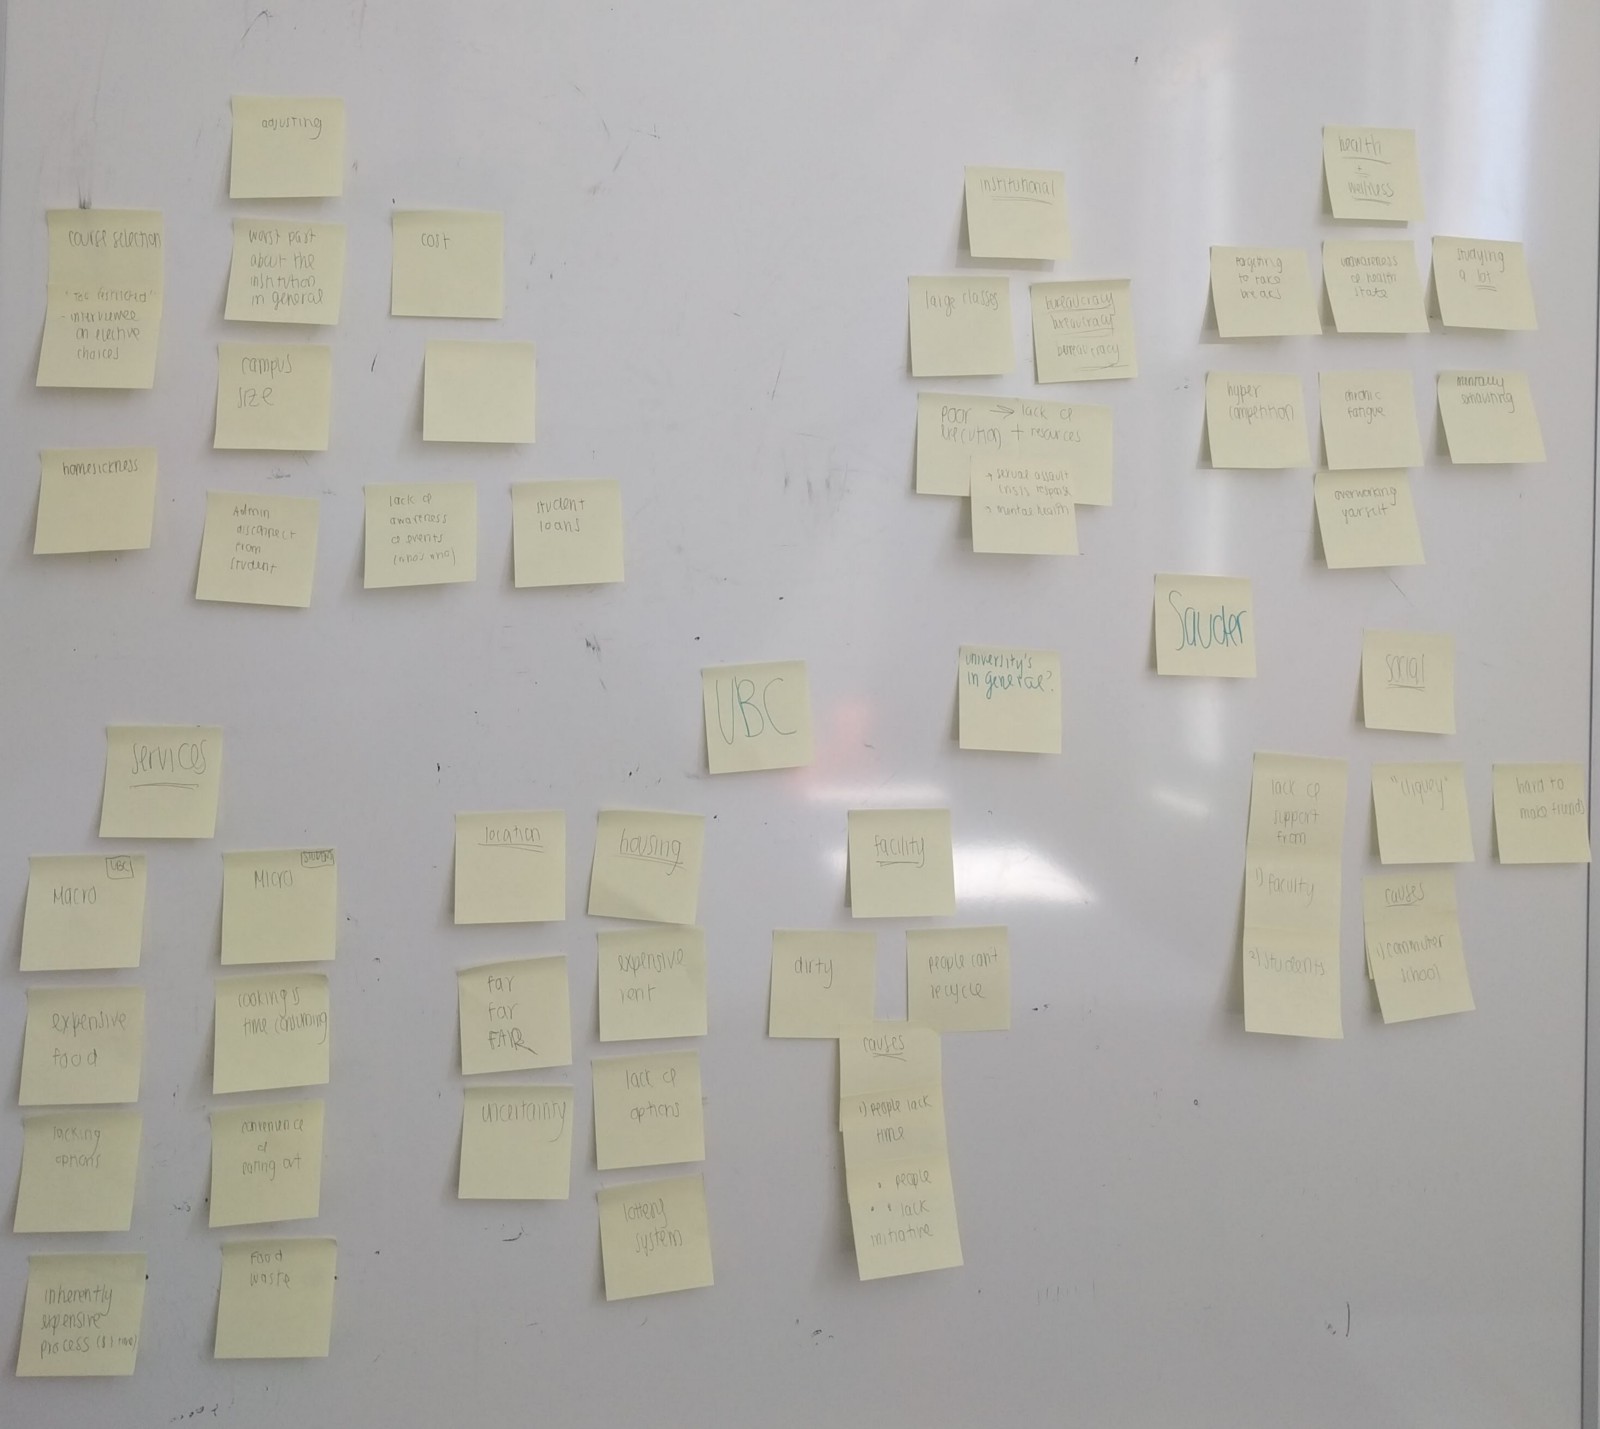 adjusting
course selection
"too restricted"
- interviewee
on elective
choices
worst part
about the
institution
in general
cost
campus
size
homesickness
Admin
disconnect
from
student
lack of
awareness
of events
student
loans
institutional
large classes
bureaucracy
bureaucracy
bureaucracy
poor → lack of
execution + resources
→ sexual assault
crisis response
→ mental health
health
+
wellness
forgetting
to take
breaks
unawareness
of health
state
studying
a lot
hyper
competition
chronic
fatigue
mentally
exhausting
overworking
yourself
Sauder
UBC
university's
in general?
social
lack of
support
from
1) faculty
2) students
"cliquey"
hard to
make friends
causes
1) commuter
school
services
Macro
UBC
Micro
student
expensive
food
cooking is
time consuming
lacking
options
convenience
of
eating out
inherently
expensive
process ($ + time)
Food
waste
location
far
far
FAR
uncertainty
housing
expensive
rent
lack of
options
lottery
system
facility
dirty
people can't
recycle
causes
1) people lack
time
• people
lack
initiative